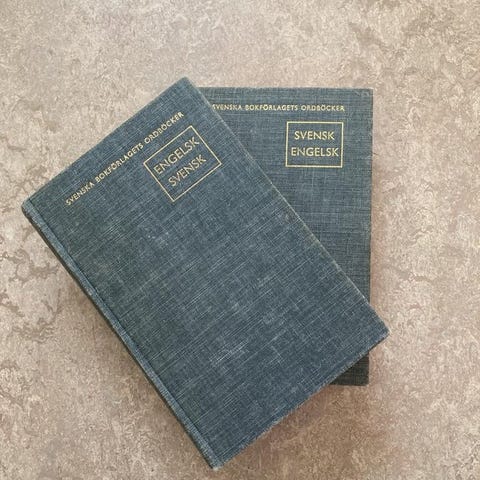 SVENSKA BOKFÖRLAGETS ORDBÖCKER
ENGELSK
SVENSK
SVENSKA BOKFÖRLAGETS ORDBÖCKER
SVENSK
ENGELSK